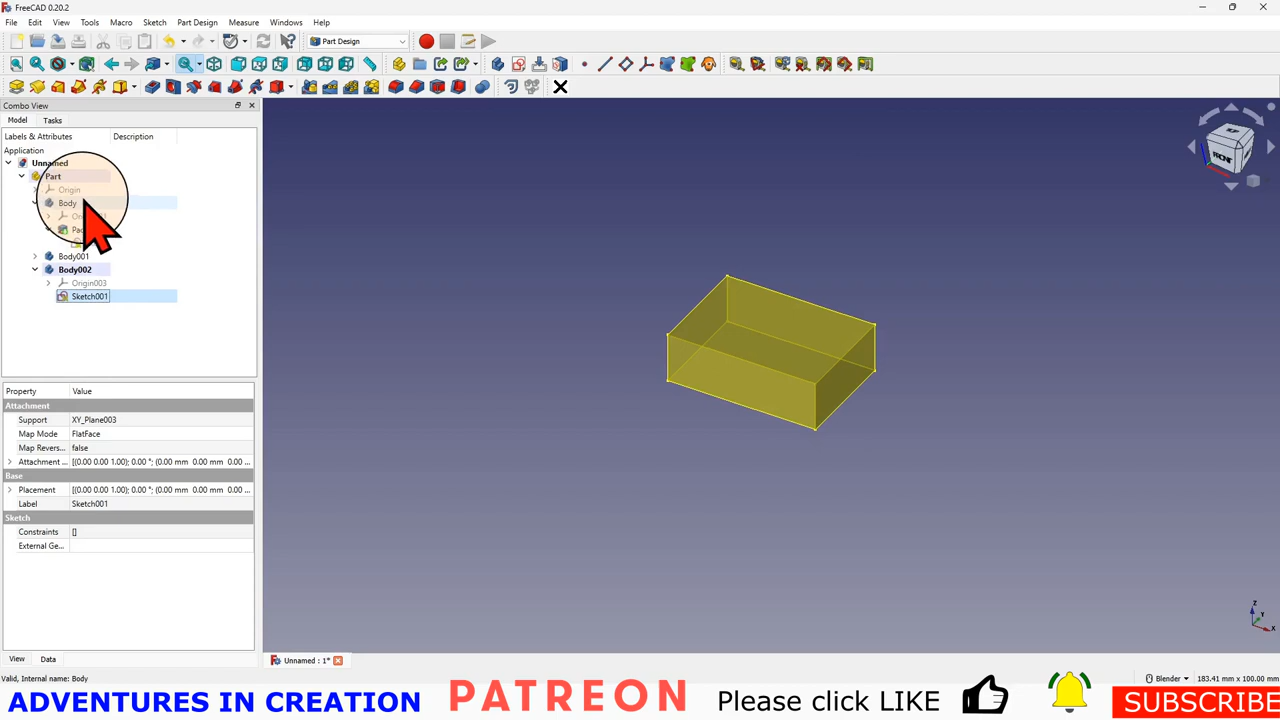 FreeCAD 0.20.2
File Edit View Tools Macro Sketch Part Design Measure Windows Help
Part Design
Combo View
Model Tasks
Labels & Attributes Description
Application
Unnamed
Part
Origin
Body
Body001
Body002
Origin003
Sketch001
FRONT
Property Value
Attachment
Support XY_Plane003
Map Mode FlatFace
Map Revers... false
Attachment ... [(0.00 0.00 1.00); 0.00 °; (0.00 mm 0.00 mm 0.00 ...
Base
Placement [(0.00 0.00 1.00); 0.00 °; (0.00 mm 0.00 mm 0.00 ...
Label Sketch001
Sketch
Constraints []
External Ge...
Z
Y
X
View Data
Unnamed : 1*
Valid, Internal name: Body
Blender 183.41 mm x 100.00 mm
ADVENTURES IN CREATION PATREON Please click LIKE SUBSCRIBE